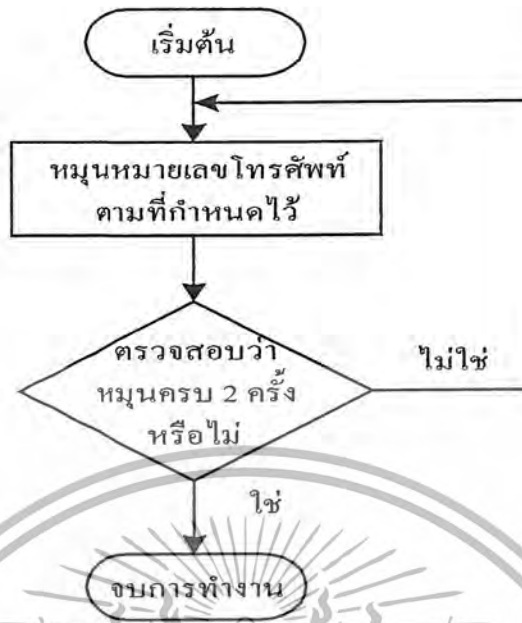 เริ่มต้น
หมุนหมายเลขโทรศัพท์
ตามที่กำหนดไว้
ตรวจสอบว่า
หมุนครบ 2 ครั้ง
หรือไม่
ไม่ใช่
ใช่
จบการทำงาน